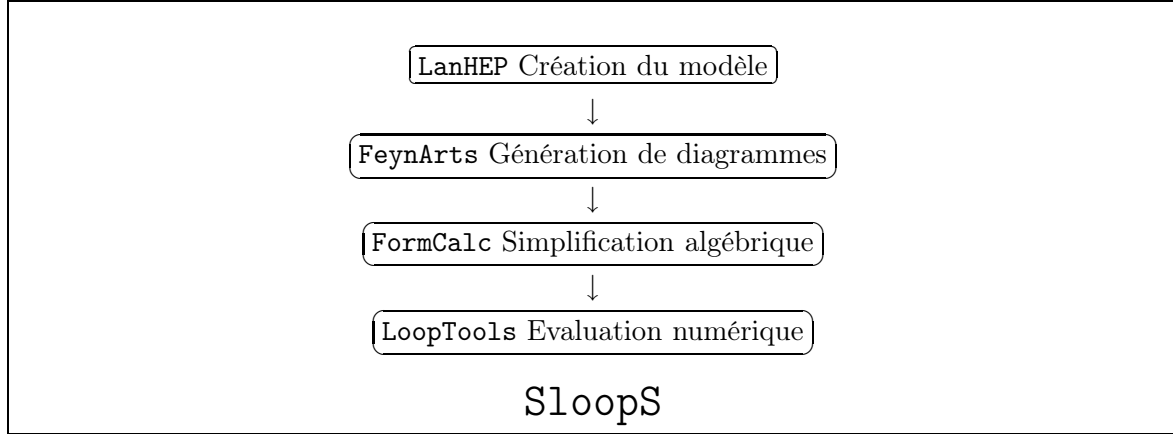 LanHEP Création du modèle
↓
FeynArts Génération de diagrammes
↓
FormCalc Simplification algébrique
↓
LoopTools Evaluation numérique
SloopS